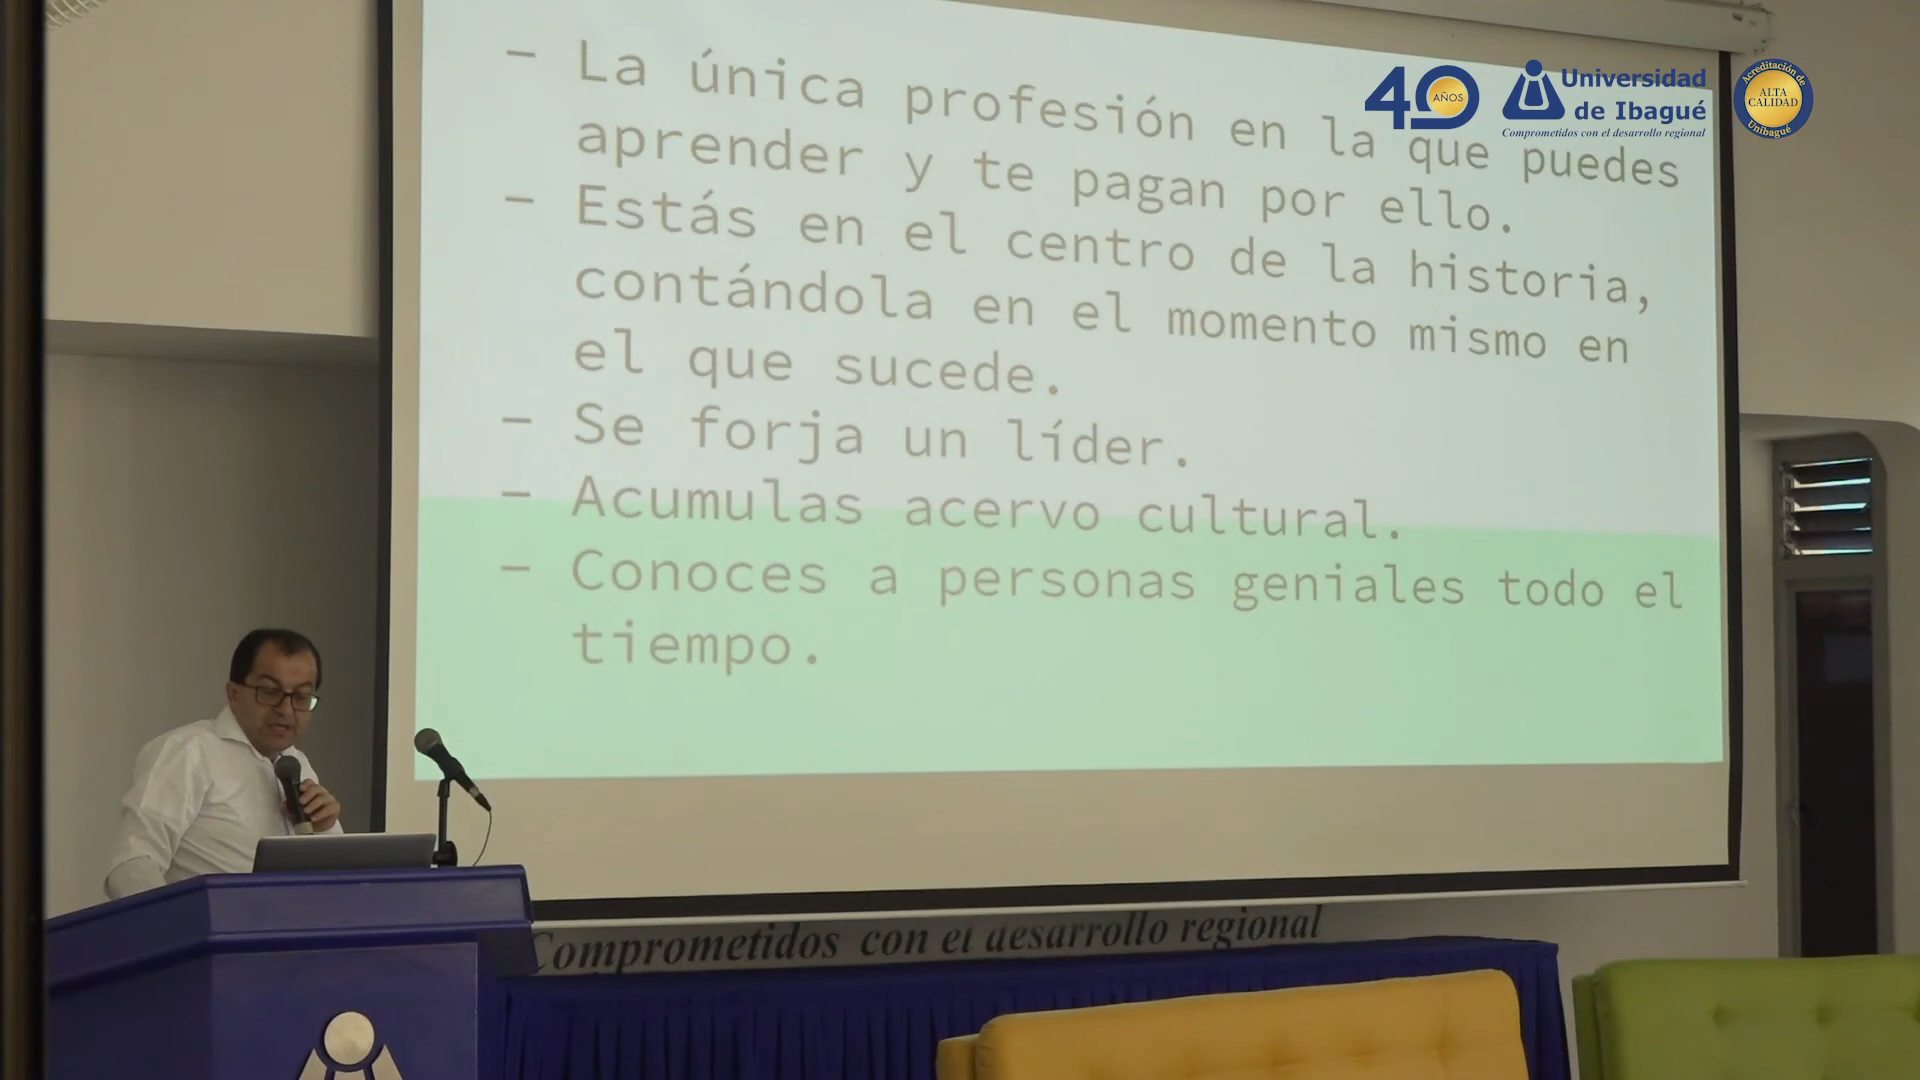 - La única profesión en la que puedes
aprender y te pagan por ello.
- Estás en el centro de la historia,
contándola en el momento mismo en
el que sucede.
- Se forja un líder.
- Acumulas acervo cultural.
- Conoces a personas geniales todo el
tiempo.
40 AÑOS
Universidad
de Ibagué
Comprometidos con el desarrollo regional
Acreditación de
ALTA
CALIDAD
Unibagué
Comprometidos con el desarrollo regional